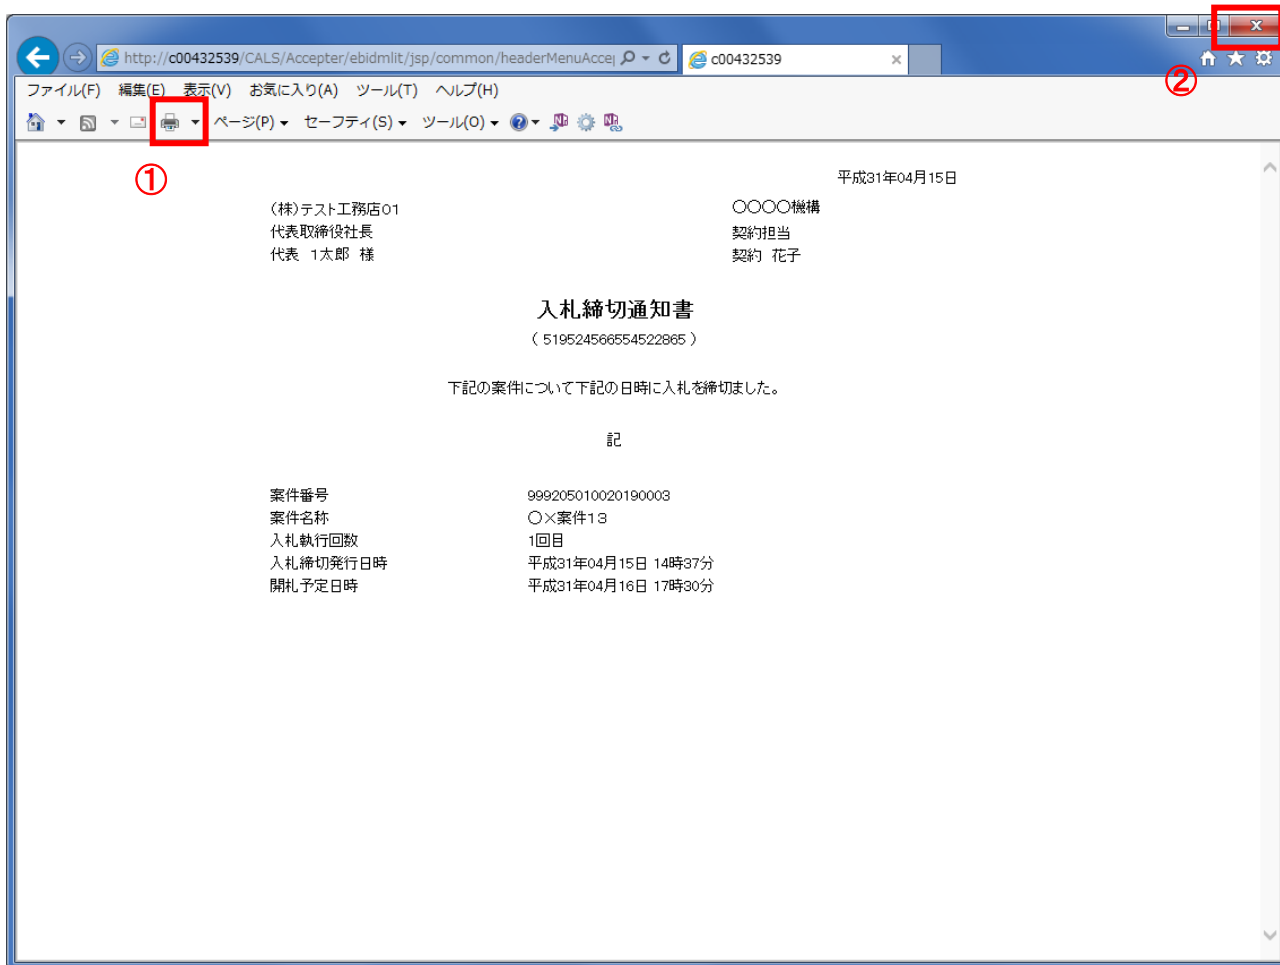 ②
http://c00432539/CALS/Accepter/ebidmlit/jsp/common/headerMenuAccep
c00432539
ファイル(F) 編集(E) 表示(V) お気に入り(A) ツール(T) ヘルプ(H)
ページ(P) セーフティ(S) ツール(O)
①
平成31年04月15日
(株)テスト工務店01
代表取締役社長
代表 1太郎 様
〇〇〇〇機構
契約担当
契約 花子
入札締切通知書
( 519524566554522865 )
下記の案件について下記の日時に入札を締切ました。
記
案件番号 999205010020190003
案件名称 〇×案件13
入札執行回数 1回目
入札締切発行日時 平成31年04月15日 14時37分
開札予定日時 平成31年04月16日 17時30分